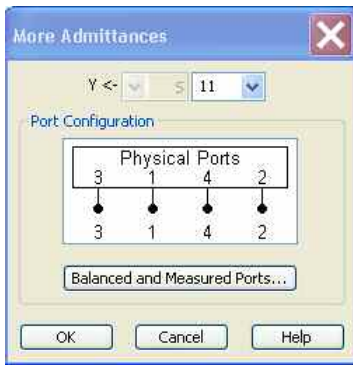 More Admittances
Y <- S 11
Port Configuration
Physical Ports
3 1 4 2
3 1 4 2
Balanced and Measured Ports...
OK Cancel Help